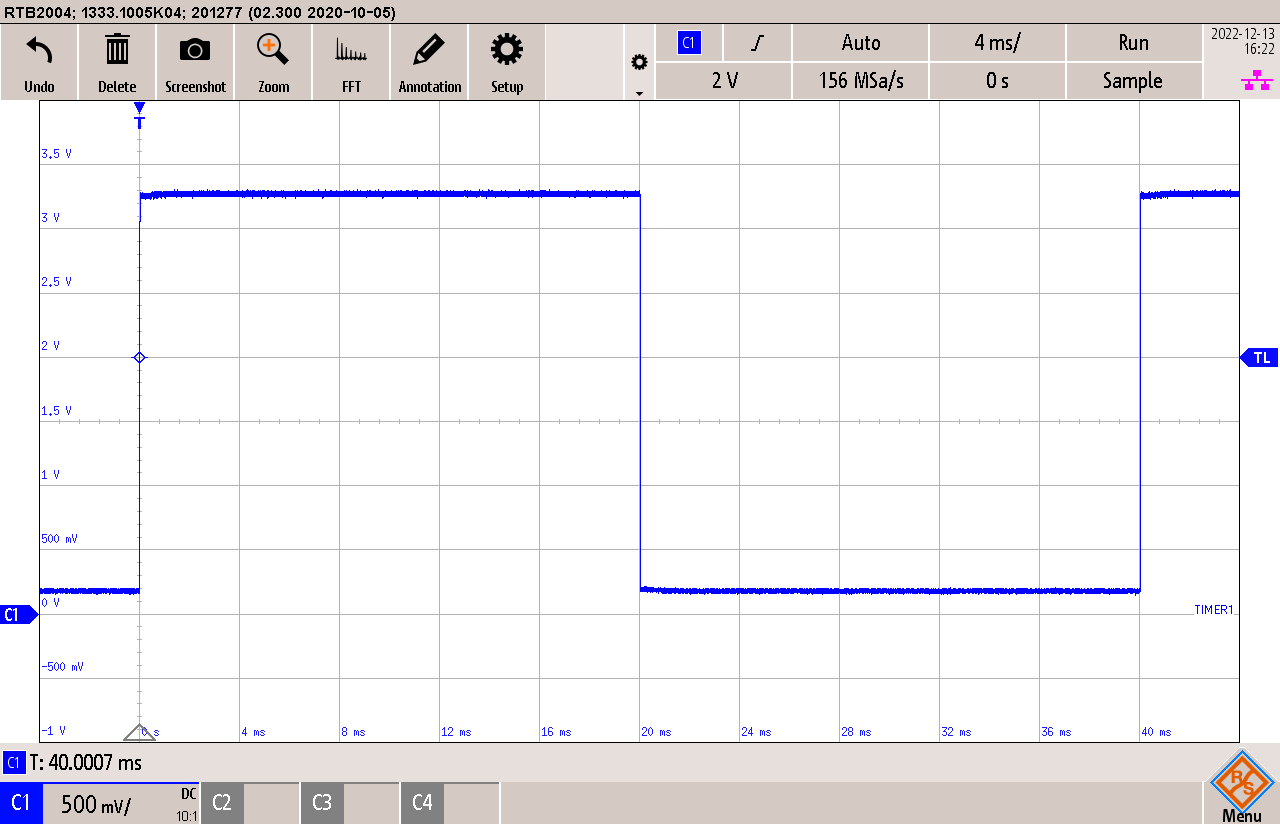 RTB2004; 1333.1005K04; 201277 (02.300 2020-10-05)
Undo Delete Screenshot Zoom FFT Annotation Setup
C1 Auto 4 ms/ Run
2 V 156 MSa/s 0 s Sample
2022-12-13
16:22
T
3.5 V
3 V
2.5 V
2 V
TL
1.5 V
1 V
500 mV
0 V
C1
TIMER1
-500 mV
-1 V
0 s 4 ms 8 ms 12 ms 16 ms 20 ms 24 ms 28 ms 32 ms 36 ms 40 ms
C1 T: 40.0007 ms
C1 500 mV/ DC
10:1
C2 C3 C4
R S
Menu